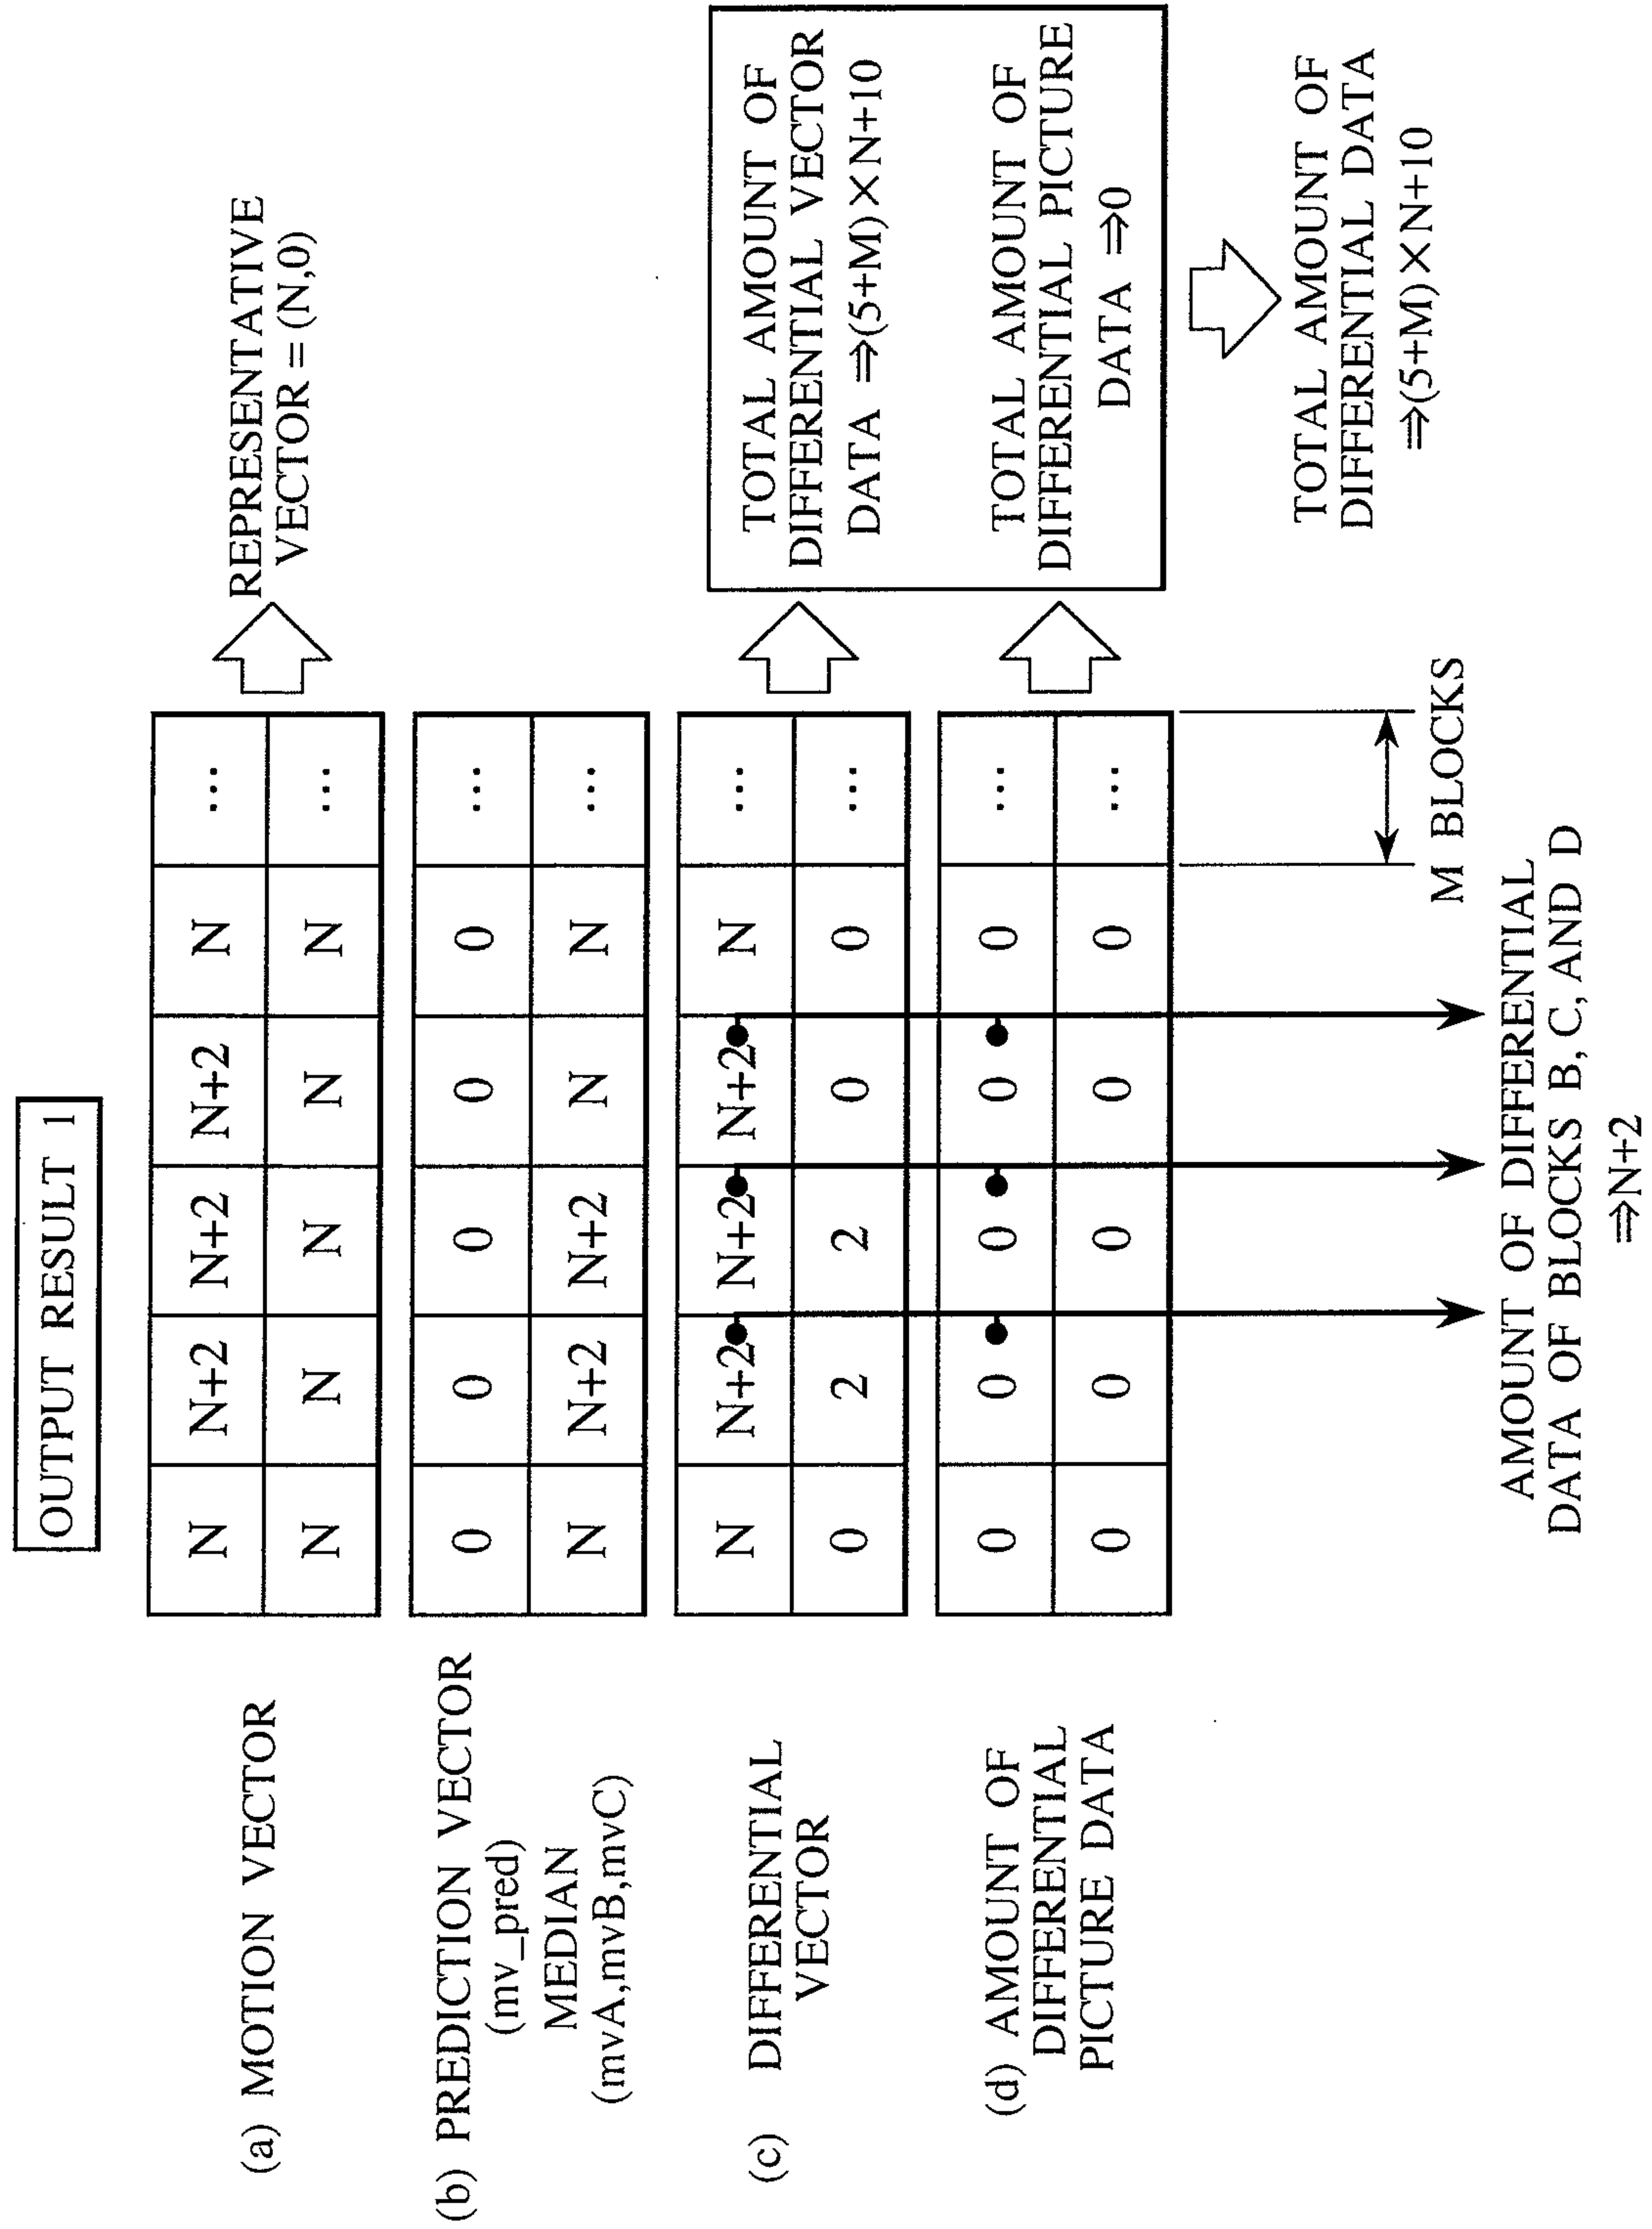 OUTPUT RESULT 1
(a) MOTION VECTOR
N N+2 N+2 N+2 N ...
N N N N N ...
REPRESENTATIVE
VECTOR = (N,0)
(b) PREDICTION VECTOR
(mv_pred)
MEDIAN
(mvA,mvB,mvC)
0 0 0 0 0 ...
N N+2 N+2 N N ...
(c) DIFFERENTIAL
VECTOR
N N+2 N+2 N+2 N ...
0 2 2 0 0 ...
TOTAL AMOUNT OF
DIFFERENTIAL VECTOR
DATA ⇒(5+M)×N+10
(d) AMOUNT OF
DIFFERENTIAL
PICTURE DATA
0 0 0 0 0 ...
0 0 0 0 0 ...
TOTAL AMOUNT OF
DIFFERENTIAL PICTURE
DATA ⇒0
M BLOCKS
TOTAL AMOUNT OF
DIFFERENTIAL DATA
⇒(5+M)×N+10
AMOUNT OF DIFFERENTIAL
DATA OF BLOCKS B, C, AND D
⇒N+2